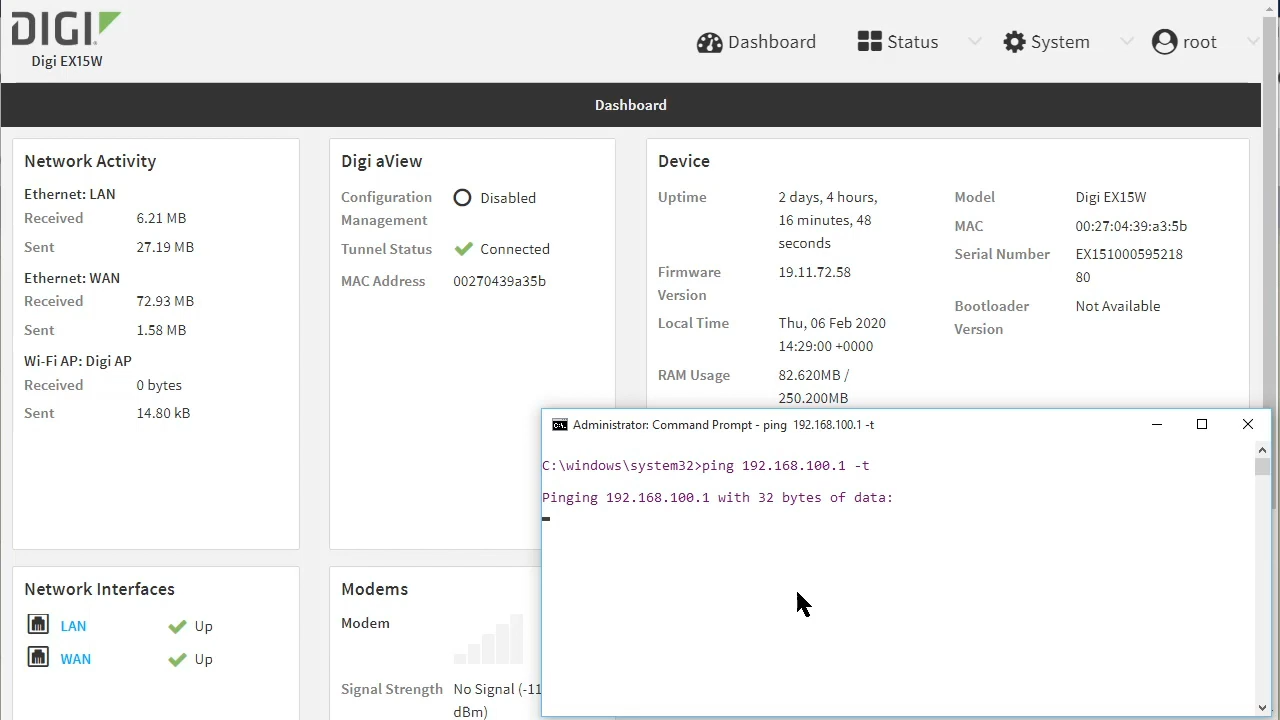 DIGI
Digi EX15W
Dashboard
Status
System
root
Dashboard
Network Activity
Ethernet: LAN
Received 6.21 MB
Sent 27.19 MB
Ethernet: WAN
Received 72.93 MB
Sent 1.58 MB
Wi-Fi AP: Digi AP
Received 0 bytes
Sent 14.80 kB
Digi aView
Configuration
Management
Disabled
Tunnel Status Connected
MAC Address 00270439a35b
Device
Uptime
2 days, 4 hours,
16 minutes, 48
seconds
Firmware
Version
19.11.72.58
Local Time
Thu, 06 Feb 2020
14:29:00 +0000
RAM Usage
82.620MB /
250.200MB
Model Digi EX15W
MAC 00:27:04:39:a3:5b
Serial Number
EX151000595218
80
Bootloader
Version
Not Available
Network Interfaces
LAN Up
WAN Up
Modems
Modem
Signal Strength
No Signal (-11
dBm)
Administrator: Command Prompt - ping 192.168.100.1 -t
C:\windows\system32>ping 192.168.100.1 -t
Pinging 192.168.100.1 with 32 bytes of data: